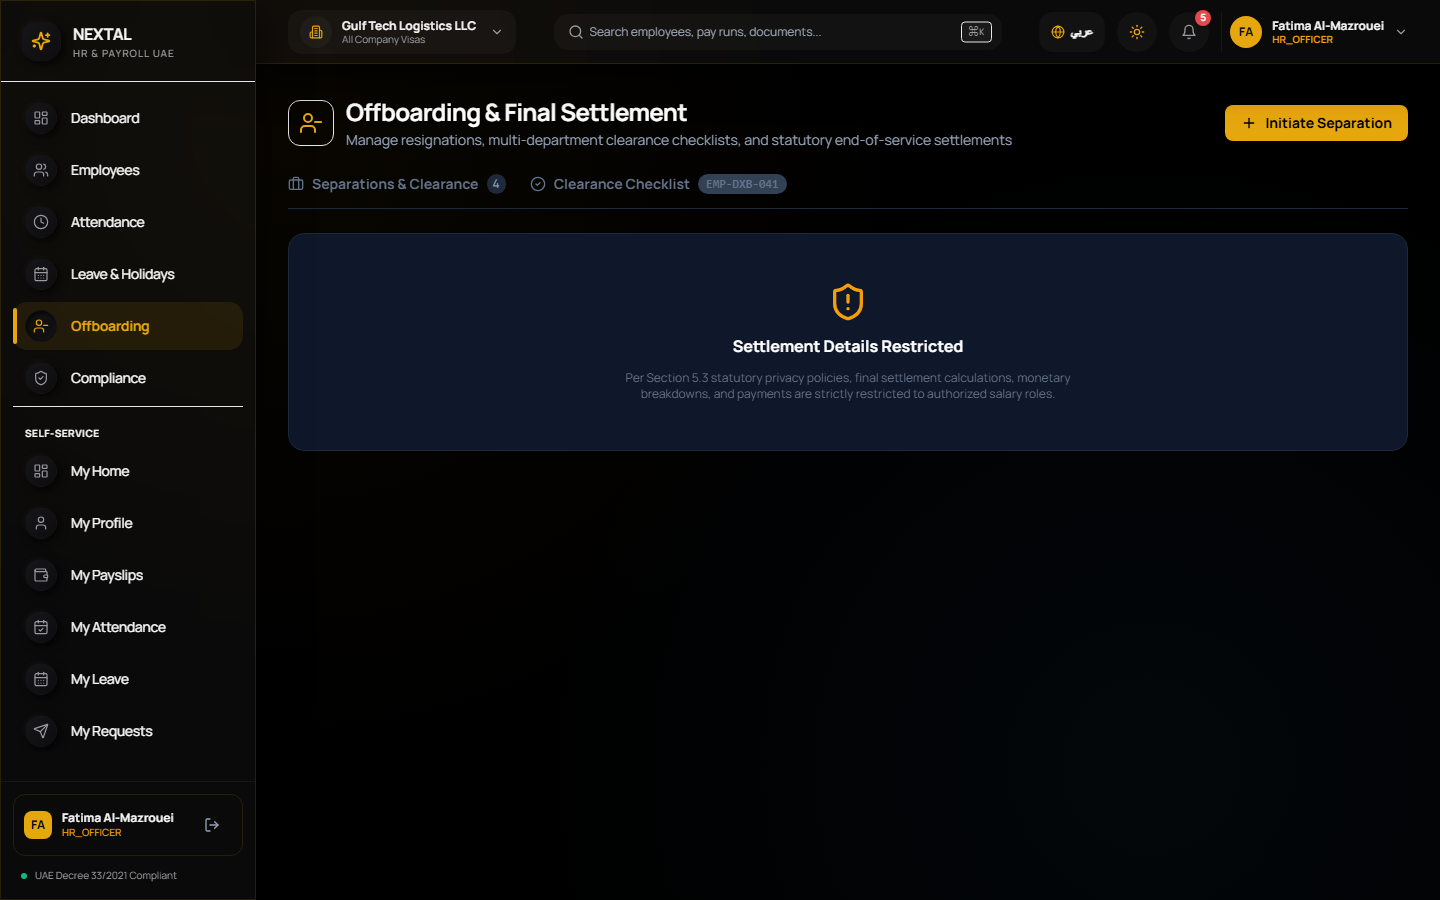 NEXTAL
HR & PAYROLL UAE
Dashboard
Employees
Attendance
Leave & Holidays
Offboarding
Compliance
SELF-SERVICE
My Home
My Profile
My Payslips
My Attendance
My Leave
My Requests
FA
Fatima Al-Mazrouei
HR_OFFICER
UAE Decree 33/2021 Compliant
Gulf Tech Logistics LLC
All Company Visas
Search employees, pay runs, documents...
⌘K
عربي
5
FA
Fatima Al-Mazrouei
HR_OFFICER
Offboarding & Final Settlement
Manage resignations, multi-department clearance checklists, and statutory end-of-service settlements
Initiate Separation
Separations & Clearance 4
Clearance Checklist EMP-DXB-041
Settlement Details Restricted
Per Section 5.3 statutory privacy policies, final settlement calculations, monetary
breakdowns, and payments are strictly restricted to authorized salary roles.